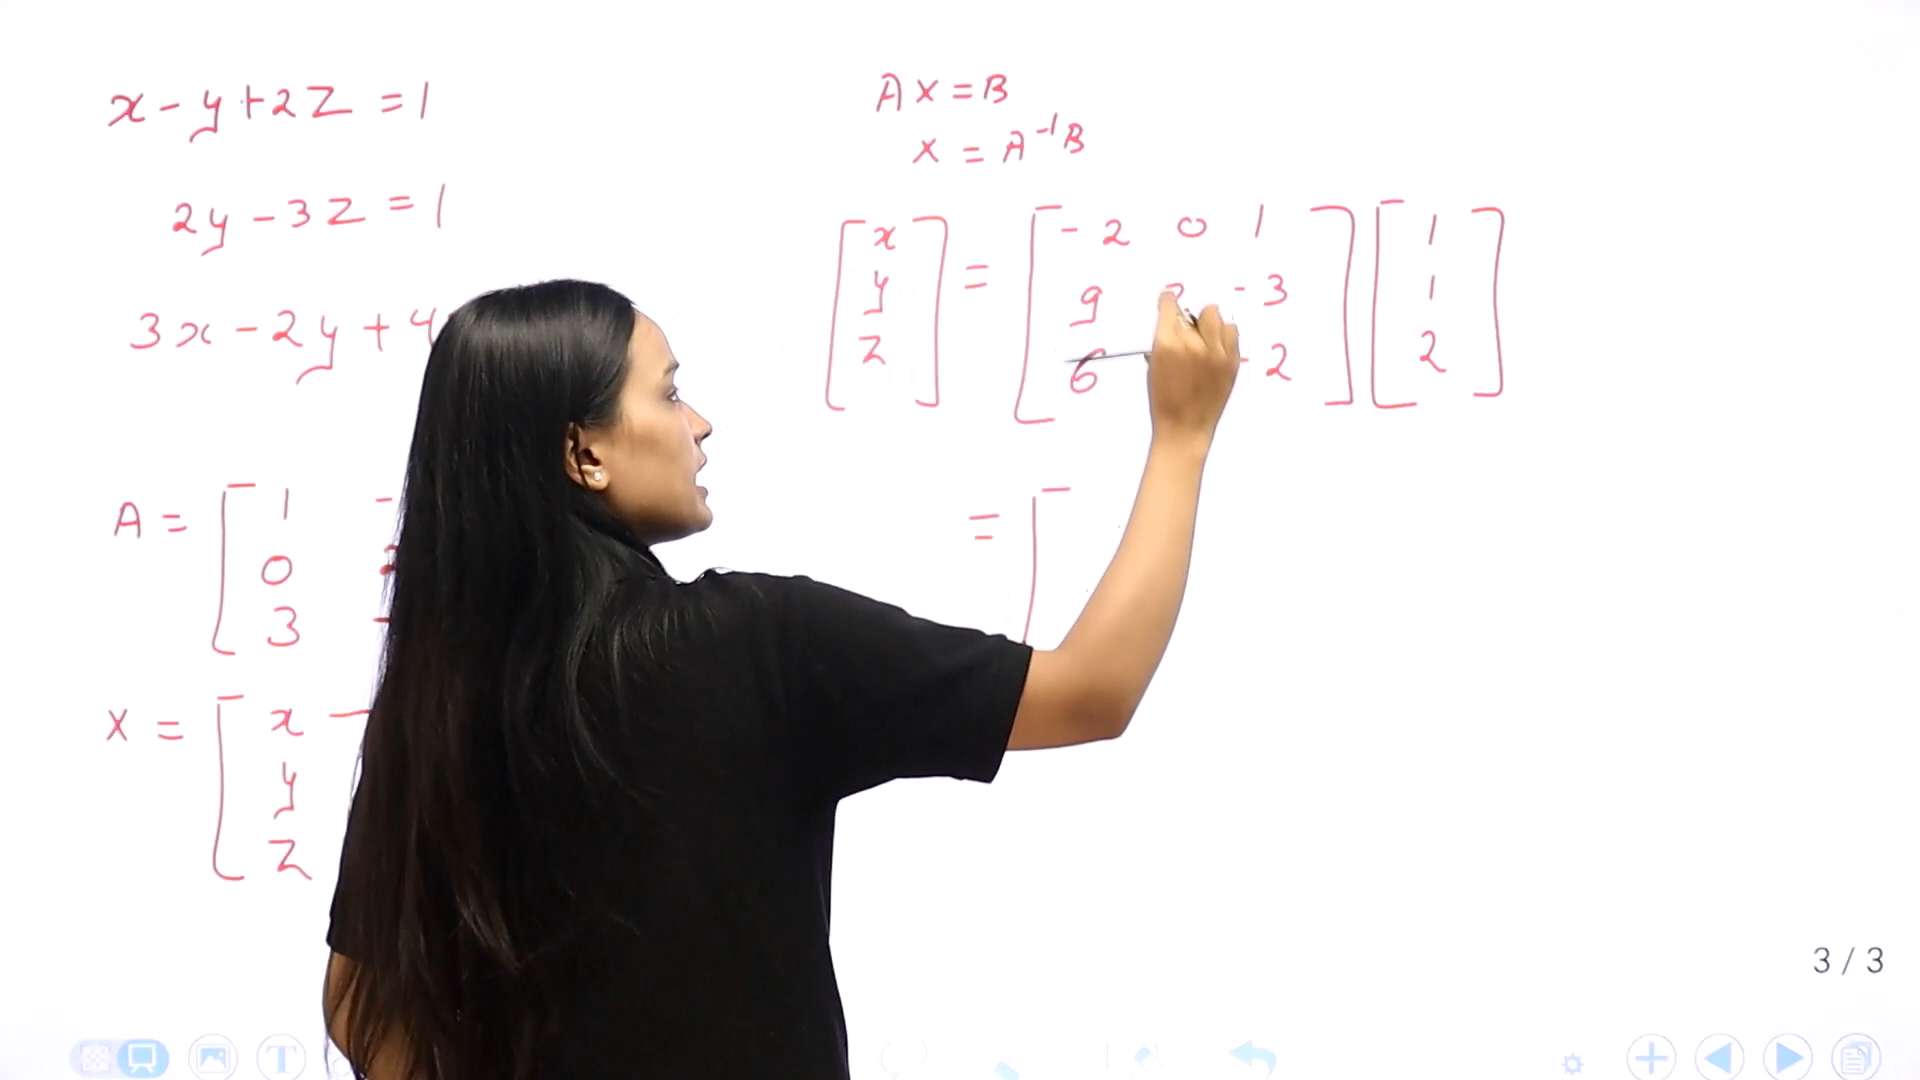 x - y + 2z = 1
2y - 3z = 1
3x - 2y + 4
A = [ 1 -
0
3 -
X = [ x
y
z
AX = B
X = A⁻¹B
[ x y z ] = [ -2 0 1
9 -3
6 -2 ] [ 1 1 2 ]
= [
3 / 3
T